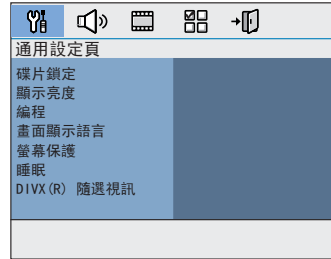 通用設定頁
碟片鎖定
顯示亮度
編程
畫面顯示語言
螢幕保護
睡眠
DIVX(R) 隨選視訊